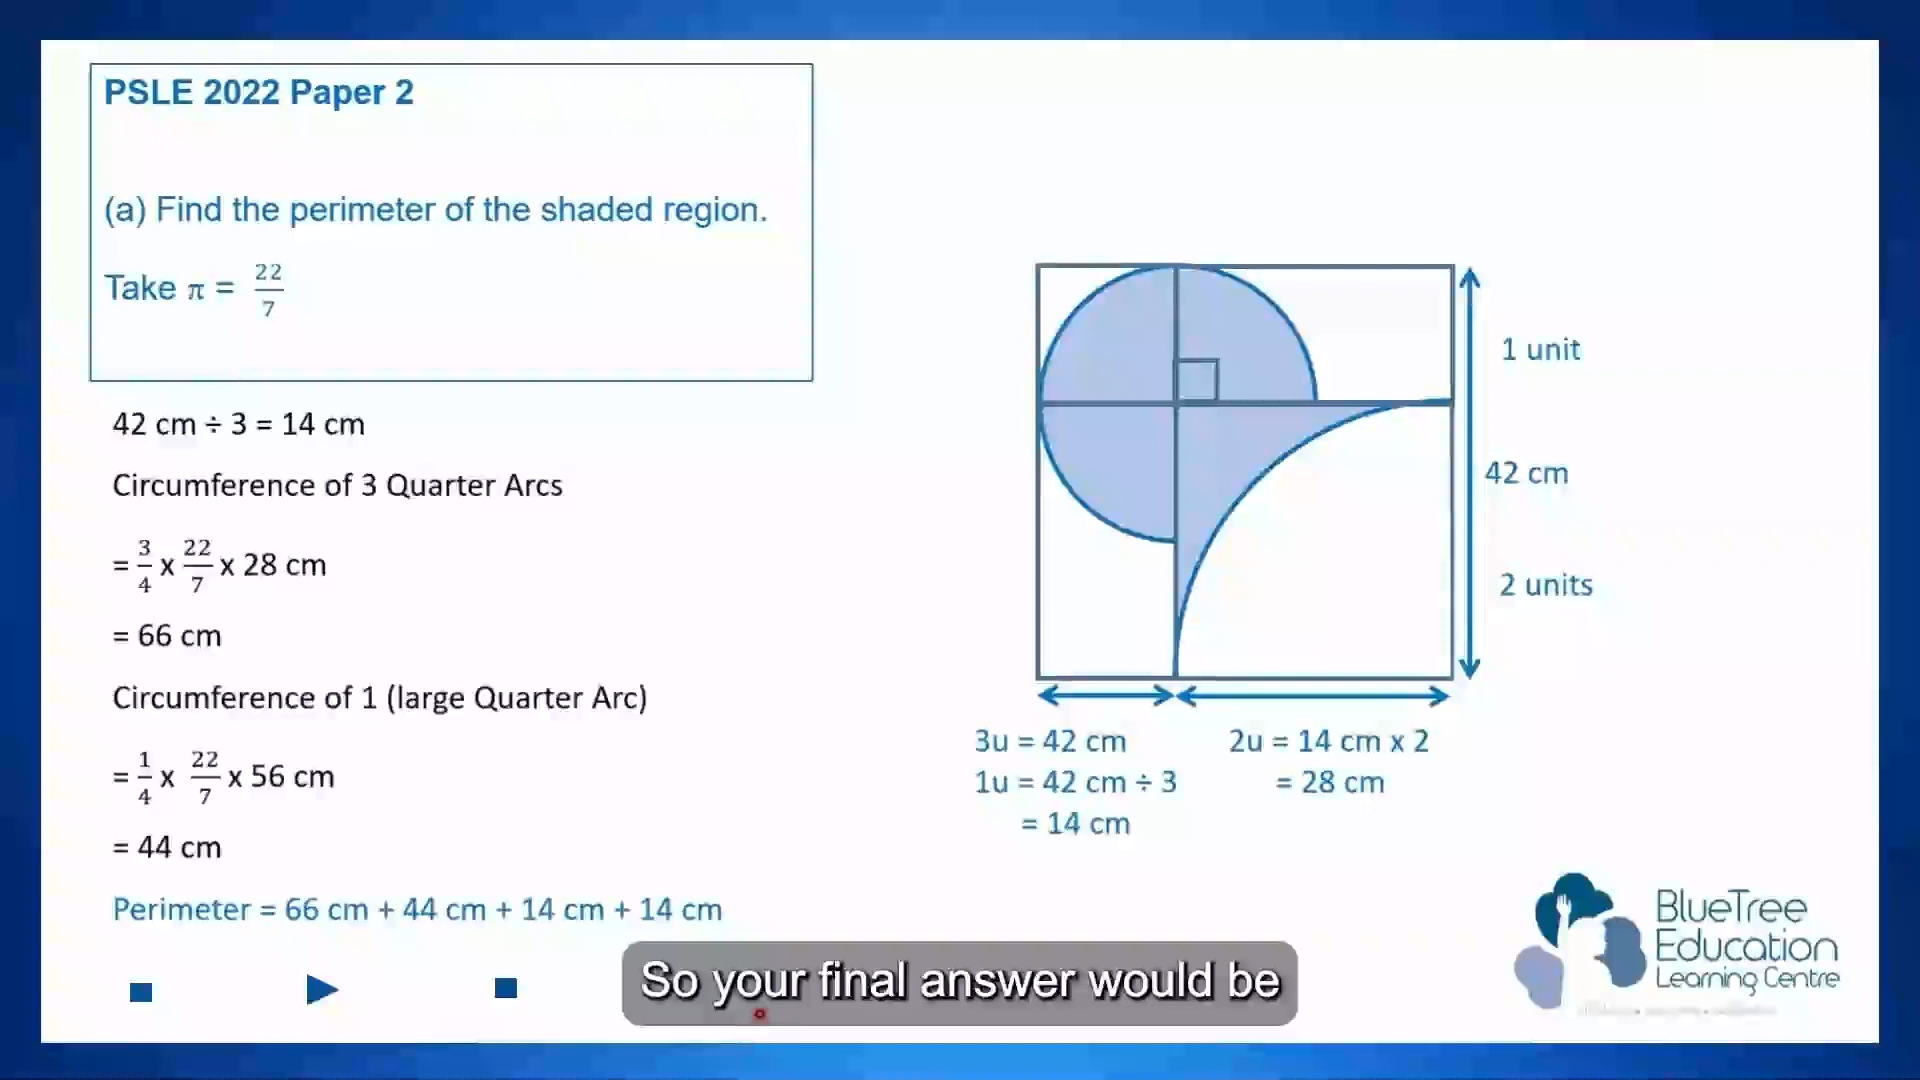 PSLE 2022 Paper 2
(a) Find the perimeter of the shaded region.
Take π = 22/7
42 cm ÷ 3 = 14 cm
Circumference of 3 Quarter Arcs
= 3/4 x 22/7 x 28 cm
= 66 cm
Circumference of 1 (large Quarter Arc)
= 1/4 x 22/7 x 56 cm
= 44 cm
Perimeter = 66 cm + 44 cm + 14 cm + 14 cm
1 unit
42 cm
2 units
3u = 42 cm
1u = 42 cm ÷ 3
= 14 cm
2u = 14 cm x 2
= 28 cm
So your final answer would be
BlueTree
Education
Learning Centre